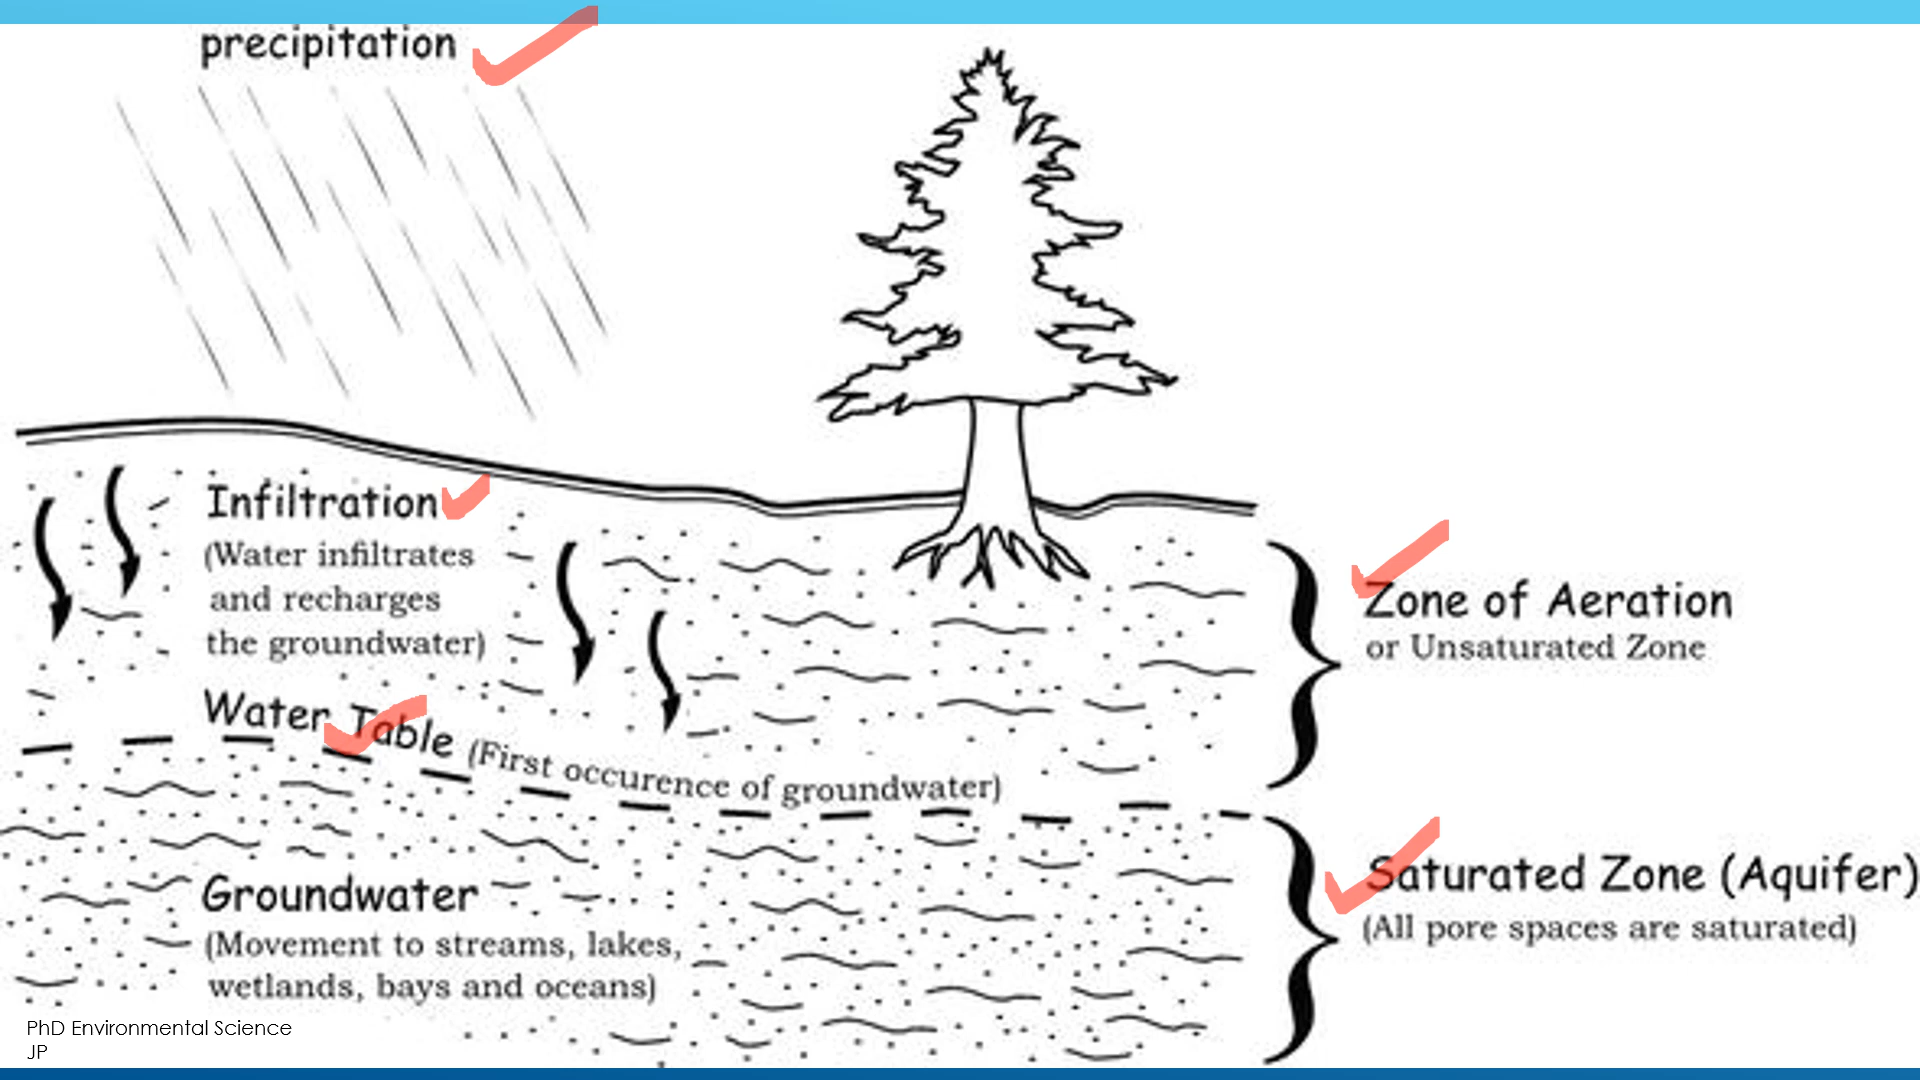 precipitation
Infiltration
(Water infiltrates
and recharges
the groundwater)
Zone of Aeration
or Unsaturated Zone
Water Table (First occurence of groundwater)
Saturated Zone (Aquifer)
(All pore spaces are saturated)
Groundwater
(Movement to streams, lakes,
wetlands, bays and oceans)
PhD Environmental Science
JP